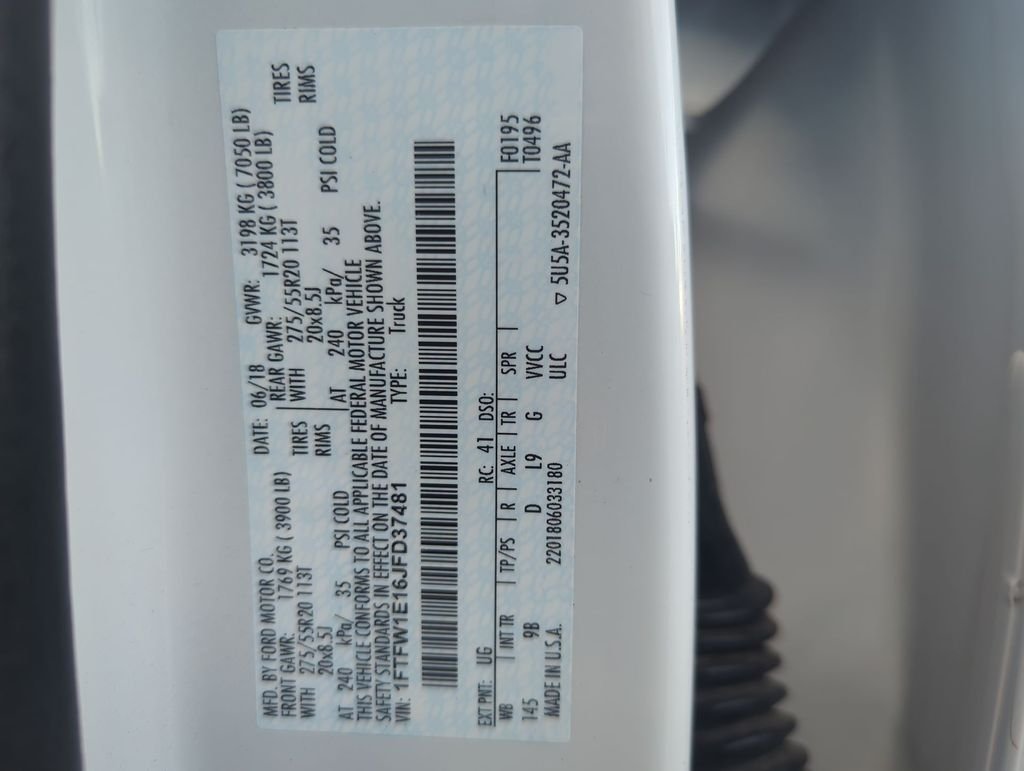 MFD. BY FORD MOTOR CO. DATE: 06/18 GVWR: 3198 KG ( 7050 LB)
FRONT GAWR: 1769 KG ( 3900 LB) REAR GAWR: 1724 KG ( 3800 LB)
WITH 275/55R20 113T TIRES WITH 275/55R20 113T TIRES
20x8.5J RIMS 20x8.5J RIMS
AT 240 kPa/ 35 PSI COLD AT 240 kPa/ 35 PSI COLD
THIS VEHICLE CONFORMS TO ALL APPLICABLE FEDERAL MOTOR VEHICLE
SAFETY STANDARDS IN EFFECT ON THE DATE OF MANUFACTURE SHOWN ABOVE.
VIN: 1FTFW1E16JFD37481 TYPE: Truck
EXT PNT: UG RC: 41 DSO:
WB INT TR TP/PS R AXLE TR SPR F0195
145 9B D L9 G VVCC T0496
ULC
MADE IN U.S.A. 2201806033180 ▽ 5U5A-3520472-AA